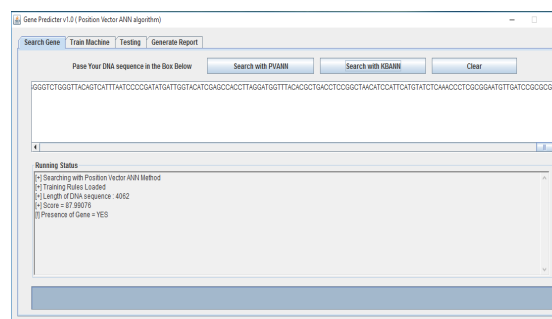 Gene Predicter v1.0 ( Position Vector ANN algorithm)
Search Gene Train Machine Testing Generate Report
Pase Your DNA sequence in the Box Below Search with PVANN Search with KBANN Clear
GGGTCTGGGTTACAGTCATTTAATCCCCGATATGATTGGTACATCGAGCCACCTTAGGATGGTTTACACGCTGACCTCCGGCTAACATCCATTCATGTATCTCAAACCCTCGCGGAATGTTGATCCGCGCG
Running Status
[+] Searching with Position Vector ANN Method
[+] Training Rules Loaded
[+] Length of DNA sequence : 4062
[+] Score = 87.99076
[!] Presence of Gene = YES